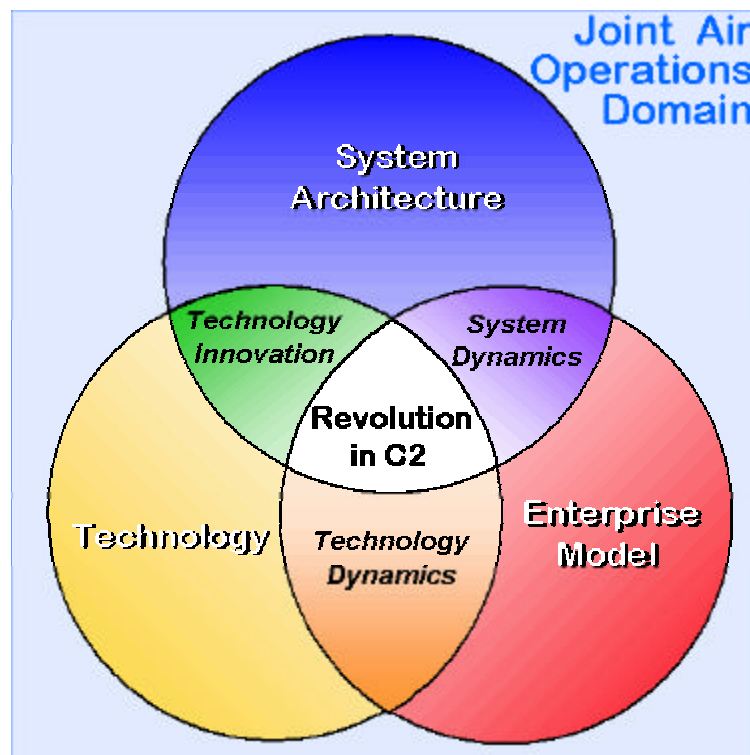 Joint Air
Operations
Domain
System
Architecture
Technology
Innovation
System
Dynamics
Revolution
in C2
Technology
Enterprise
Model
Technology
Dynamics